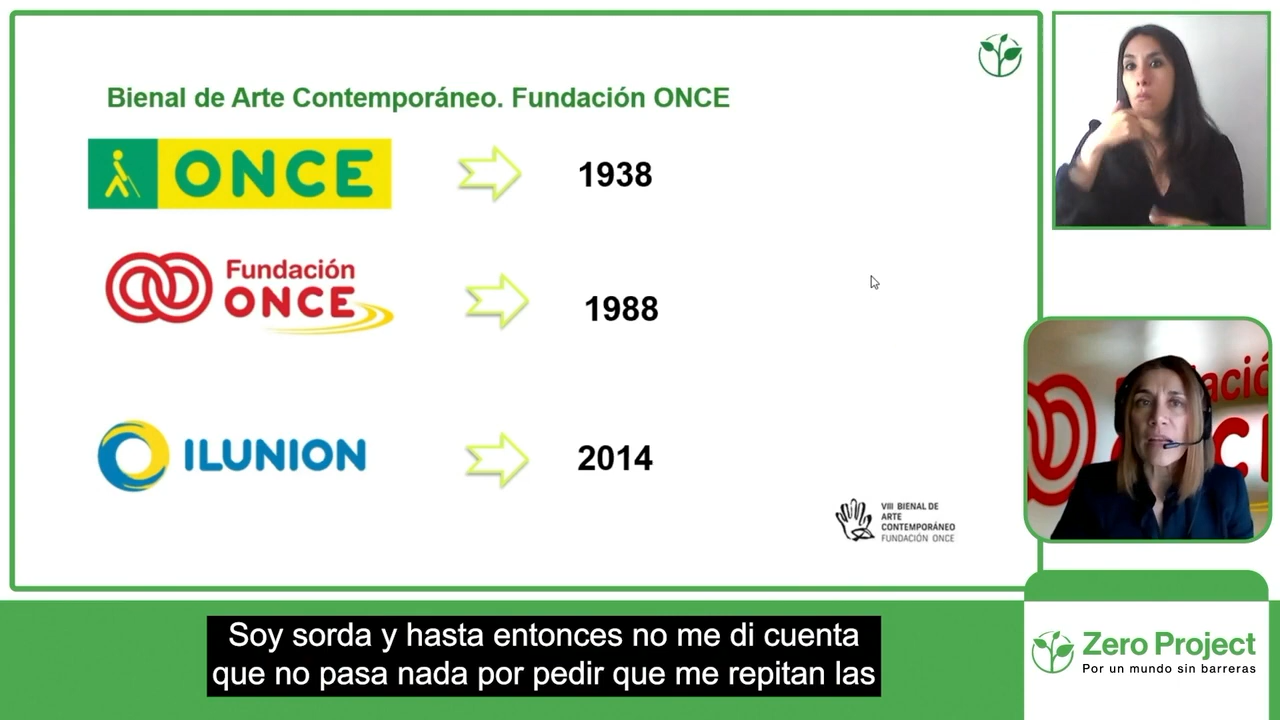 Bienal de Arte Contemporáneo. Fundación ONCE
ONCE
1938
Fundación
ONCE
1988
ILUNION
2014
VIII BIENAL DE
ARTE
CONTEMPORÁNEO
FUNDACIÓN ONCE
Soy sorda y hasta entonces no me di cuenta
que no pasa nada por pedir que me repitan las
Zero Project
Por un mundo sin barreras